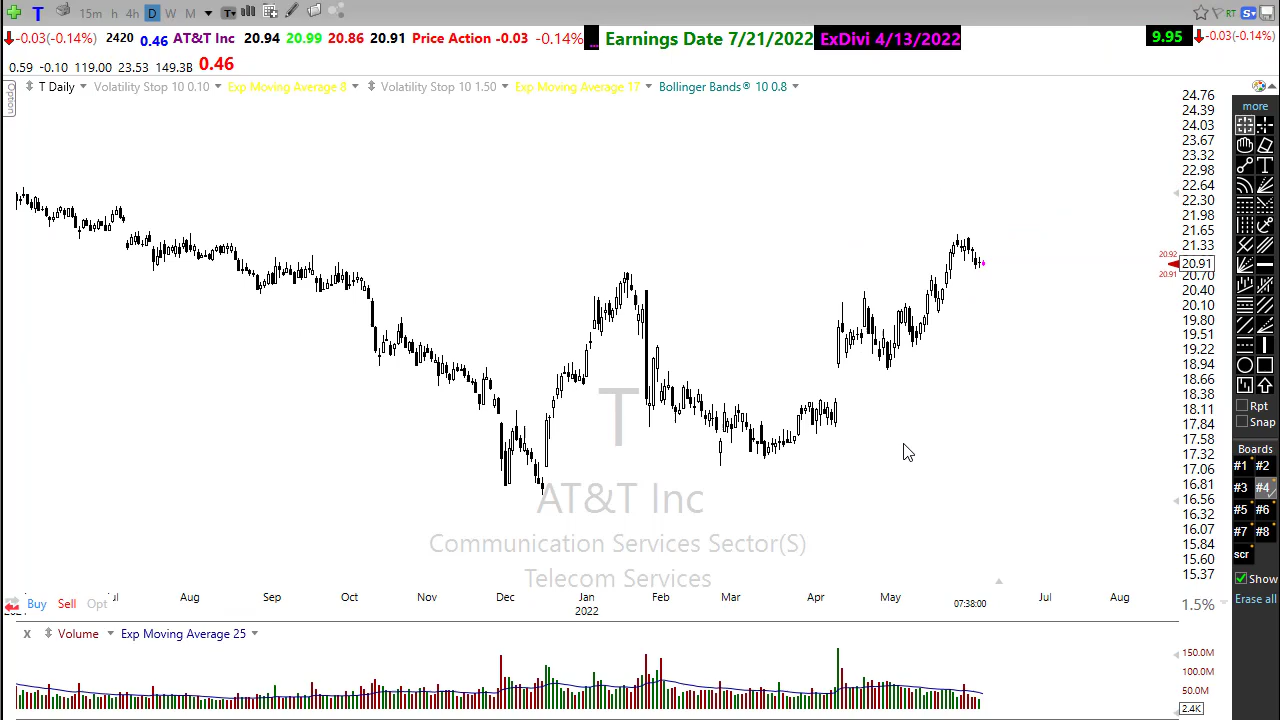 T 15m h 4h D W M T RT S
-0.03(-0.14%) 2420 0.46 AT&T Inc 20.94 20.99 20.86 20.91 Price Action -0.03 -0.14% ... Earnings Date 7/21/2022 ExDivi 4/13/2022 9.95 -0.03(-0.14%)
0.59 -0.10 119.00 23.53 149.3B 0.46
Option
T Daily Volatility Stop 10 0.10 Exp Moving Average 8 Volatility Stop 10 1.50 Exp Moving Average 17 Bollinger Bands® 10 0.8
24.76
24.39
24.03
23.67
23.32
22.98
22.64
22.30
21.98
21.65
21.33
20.92
20.91
20.91
20.70
20.40
20.10
19.80
19.51
19.22
18.94
18.66
18.38
18.11
17.84
17.58
17.32
17.06
16.81
16.56
16.32
16.07
15.84
15.60
15.37
more
T
Rpt
Snap
Boards
#1 #2
#3 #4
#5 #6
#7 #8
scr
Show
Erase all
T
AT&T Inc
Communication Services Sector(S)
Telecom Services
Aug Sep Oct Nov Dec Jan Feb Mar Apr May 07:38:00 Jul Aug
2022
Buy Sell Opt
1.5%
X Volume Exp Moving Average 25
150.0M
100.0M
50.0M
2.4K